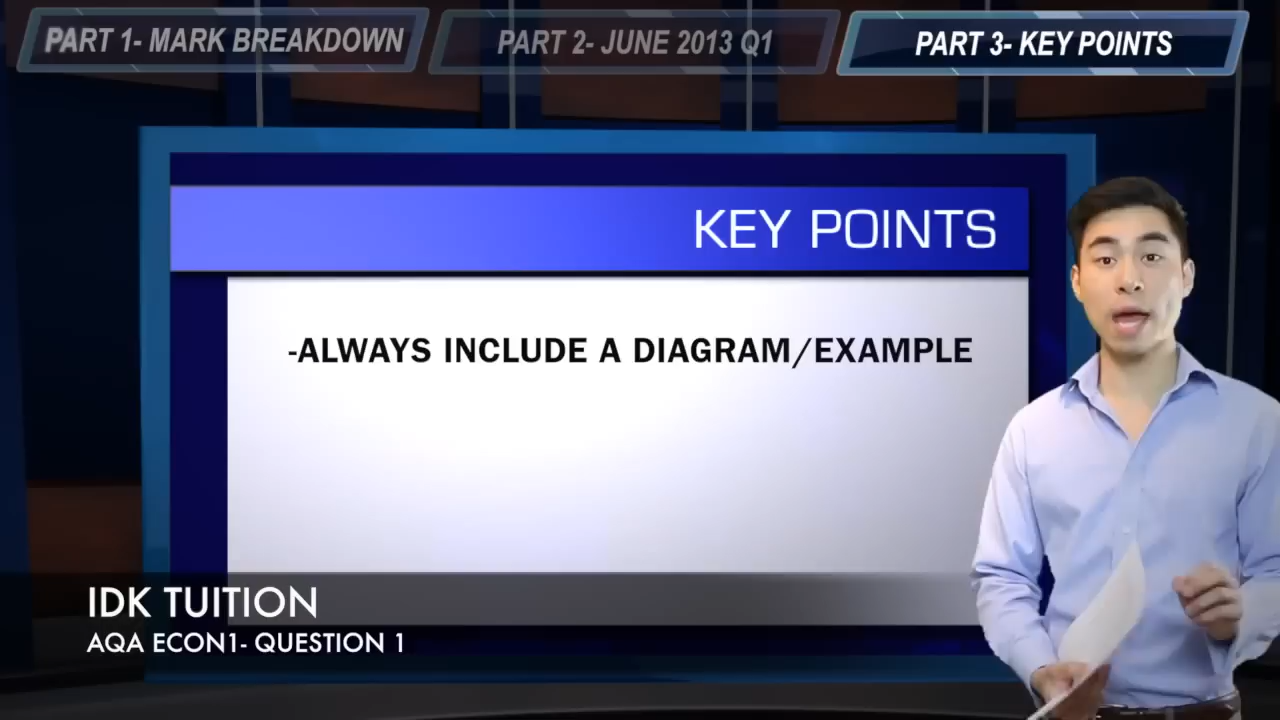 PART 1- MARK BREAKDOWN
PART 2- JUNE 2013 Q1
PART 3- KEY POINTS
KEY POINTS
-ALWAYS INCLUDE A DIAGRAM/EXAMPLE
IDK TUITION
AQA ECON1- QUESTION 1